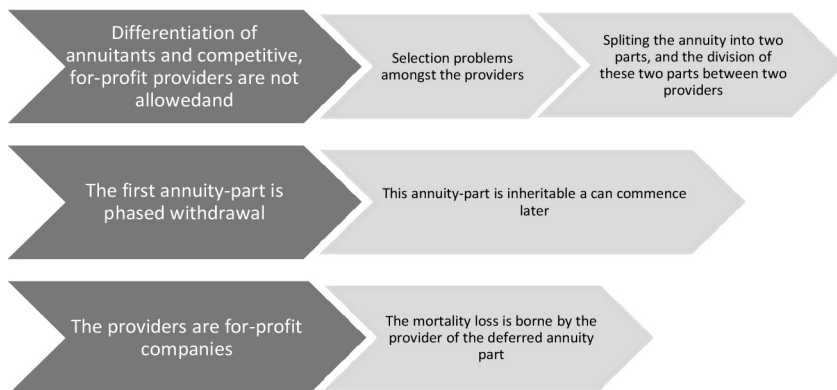 Differentiation of
annuitants and competitive,
for-profit providers are not
allowedand
Selection problems
amongst the providers
Spliting the annuity into two
parts, and the division of
these two parts between two
providers
The first annuity-part is
phased withdrawal
This annuity-part is inheritable a can commence
later
The providers are for-profit
companies
The mortality loss is borne by the
provider of the deferred annuity
part